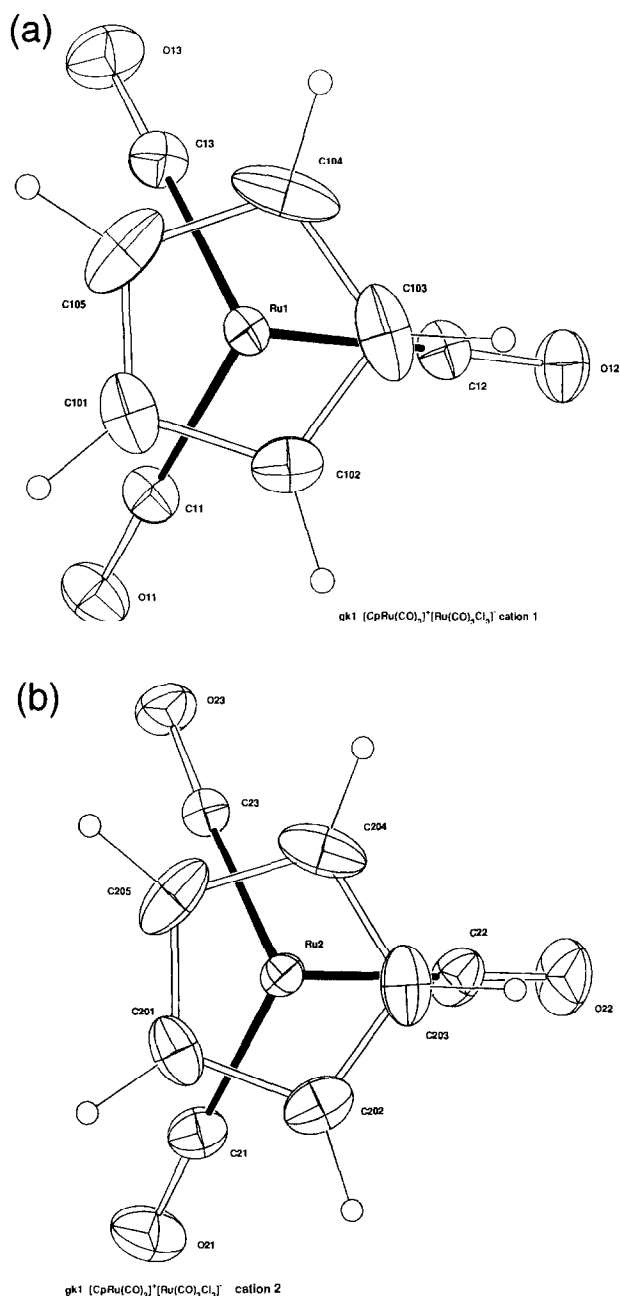 (a)
O13
C13
C104
C105
Ru1
C103
O12
C12
C101
C102
C11
O11
gk1 [CpRu(CO)3]+[Ru(CO)3Cl3]- cation 1
(b)
O23
C23
C204
C205
Ru2
C22
O22
C201
C203
C202
C21
O21
gk1 [CpRu(CO)3]+[Ru(CO)3Cl3]- cation 2